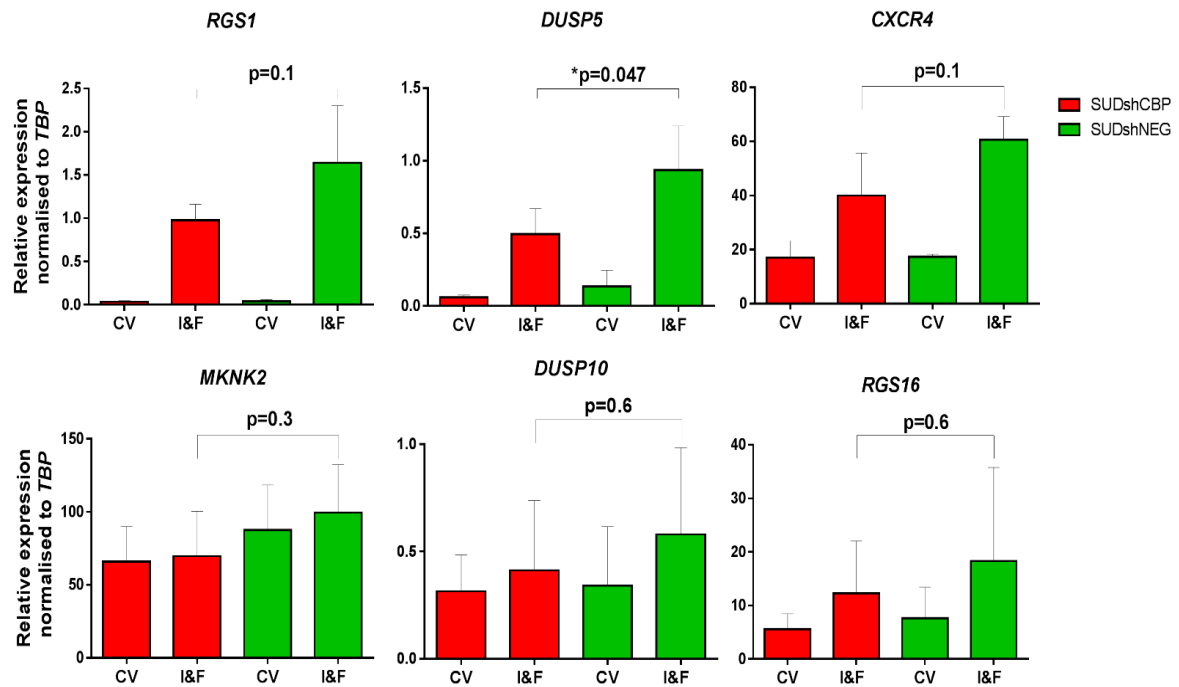 RGS1
DUSP5
CXCR4
p=0.1
*p=0.047
p=0.1
SUDshCBP
SUDshNEG
Relative expression
normalised to TBP
2.5
2.0
1.5
1.0
0.5
0.0
CV I&F CV I&F
1.5
1.0
0.5
0.0
CV I&F CV I&F
80
60
40
20
0
CV I&F CV I&F
MKNK2
DUSP10
RGS16
p=0.3
p=0.6
p=0.6
Relative expression
normalised to TBP
150
100
50
0
CV I&F CV I&F
1.0
0.5
0.0
CV I&F CV I&F
40
30
20
10
0
CV I&F CV I&F